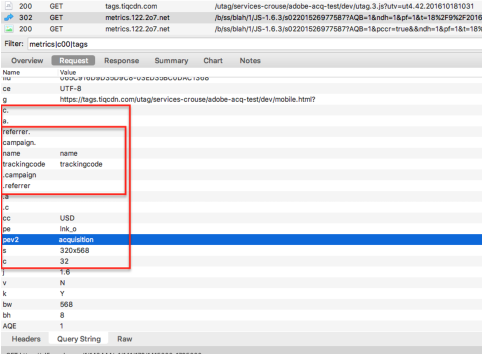 200 GET tags.tiqcdn.com /utag/services-crouse/adobe-acq-test/dev/utag.3.js?utv=ut4.42.201610181031
302 GET metrics.122.2o7.net /b/ss/blah/1/JS-1.6.3/s02201526977587?AQB=1&ndh=1&pf=1&t=18%2F9%2F2016
200 GET metrics.122.2o7.net /b/ss/blah/1/JS-1.6.3/s02201526977587?AQB=1&pccr=true&&ndh=1&pf=1&t=18%
Filter: metrics|c00|tags
Overview Request Response Summary Chart Notes
Name Value
ce UTF-8
g https://tags.tiqcdn.com/utag/services-crouse/adobe-acq-test/dev/mobile.html?
c.
a.
referrer.
campaign.
name name
trackingcode trackingcode
.campaign
.referrer
.a
.c
cc USD
pe lnk_o
pev2 acquisition
s 320x568
c 32
j 1.6
v N
k Y
bw 568
bh 8
AQE 1
Headers Query String Raw